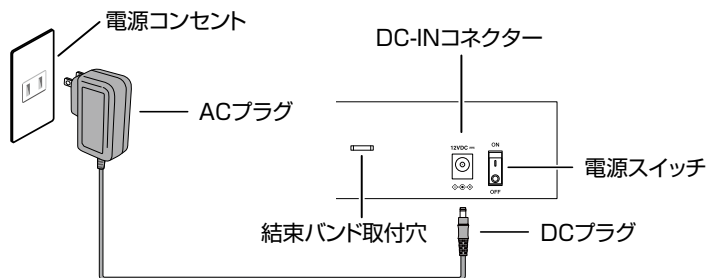 電源コンセント
DC-INコネクター
ACプラグ
12VDC ⎓
ON
電源スイッチ
OFF
結束バンド取付穴
DCプラグ